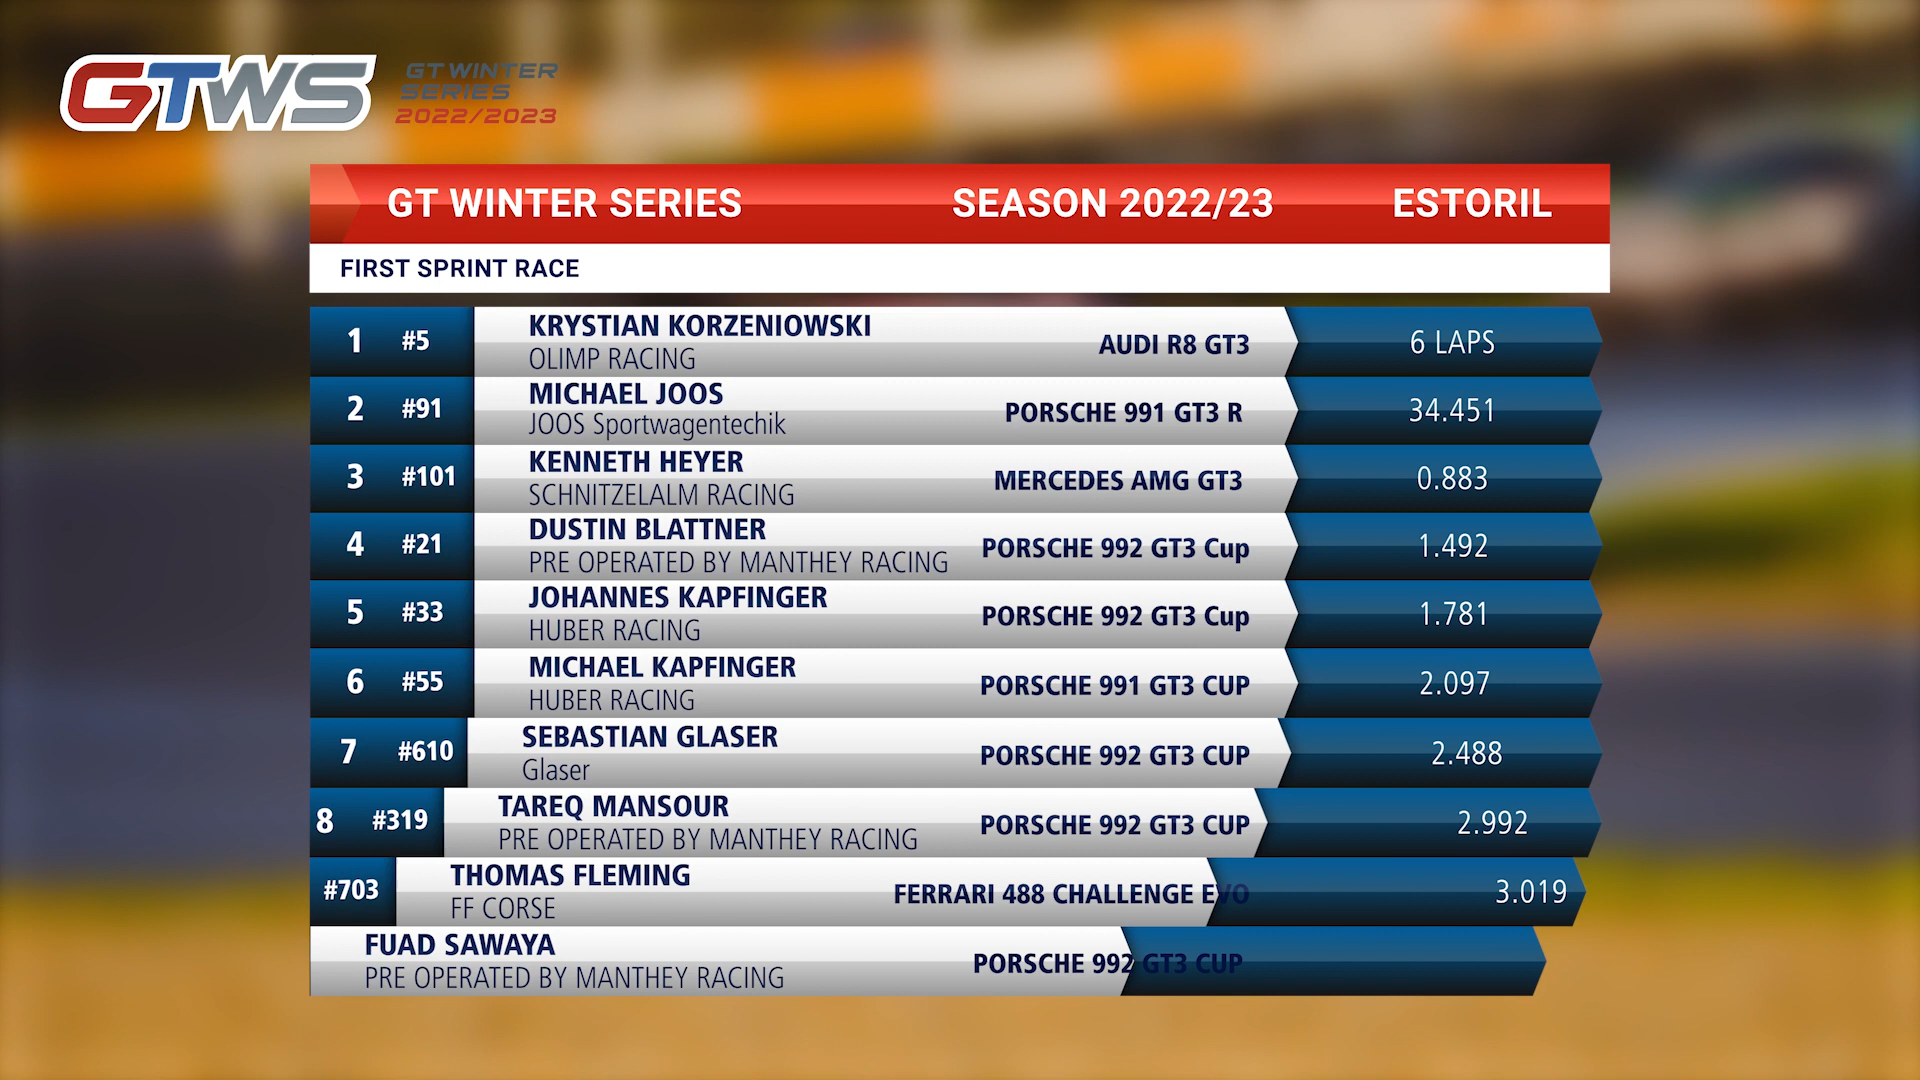 GTWS
GT WINTER
SERIES
2022/2023
GT WINTER SERIES SEASON 2022/23 ESTORIL
FIRST SPRINT RACE
1 #5 KRYSTIAN KORZENIOWSKI
OLIMP RACING AUDI R8 GT3 6 LAPS
2 #91 MICHAEL JOOS
JOOS Sportwagentechik PORSCHE 991 GT3 R 34.451
3 #101 KENNETH HEYER
SCHNITZELALM RACING MERCEDES AMG GT3 0.883
4 #21 DUSTIN BLATTNER
PRE OPERATED BY MANTHEY RACING PORSCHE 992 GT3 Cup 1.492
5 #33 JOHANNES KAPFINGER
HUBER RACING PORSCHE 992 GT3 Cup 1.781
6 #55 MICHAEL KAPFINGER
HUBER RACING PORSCHE 991 GT3 CUP 2.097
7 #610 SEBASTIAN GLASER
Glaser PORSCHE 992 GT3 CUP 2.488
8 #319 TAREQ MANSOUR
PRE OPERATED BY MANTHEY RACING PORSCHE 992 GT3 CUP 2.992
#703 THOMAS FLEMING
FF CORSE FERRARI 488 CHALLENGE EVO 3.019
FUAD SAWAYA
PRE OPERATED BY MANTHEY RACING PORSCHE 992 GT3 CUP